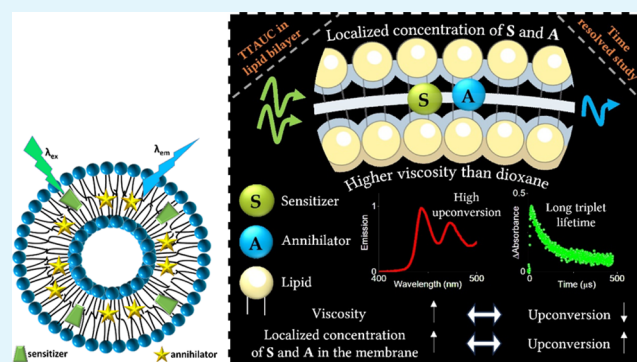 λex
λem
sensitizer
annihilator
TTAUC in
lipid bilayer
Localized concentration of S and A
Time
resolved study
S
A
Higher viscosity than dioxane
S
Sensitizer
A
Annihilator
Lipid
High
upconversion
Emission
1
0
400
500
Wavelength (nm)
Long triplet
lifetime
ΔAbsorbance
0.5
0
500
Time (µs)
Viscosity ↑ ⇔ Upconversion ↓
Localized concentration
of S and A in the membrane ↑ ⇔ Upconversion ↑